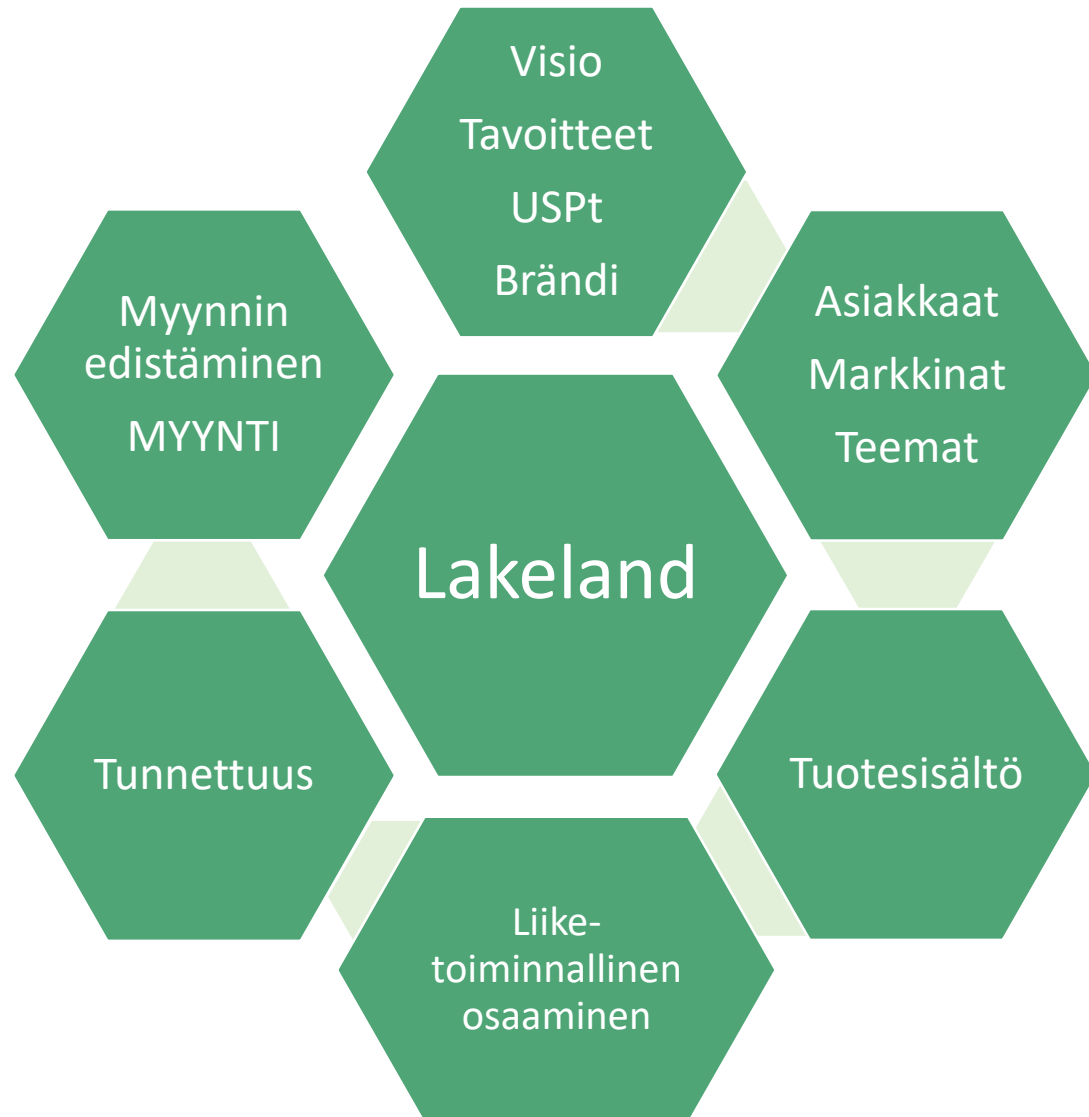 Visio
Tavoitteet
USPt
Brändi
Asiakkaat
Markkinat
Teemat
Tuotesisältö
Liike-
toiminnallinen
osaaminen
Tunnettuus
Myynnin
edistäminen
MYYNTI
Lakeland